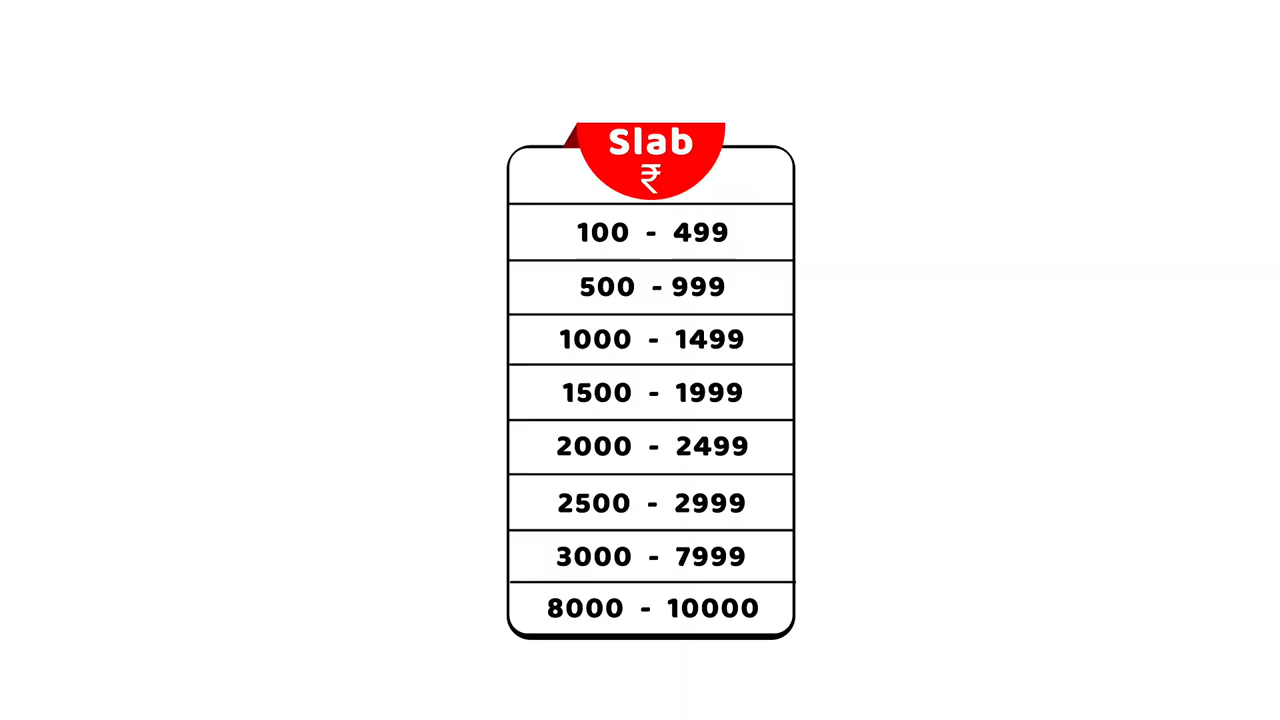 Slab
₹
100 - 499
500 - 999
1000 - 1499
1500 - 1999
2000 - 2499
2500 - 2999
3000 - 7999
8000 - 10000